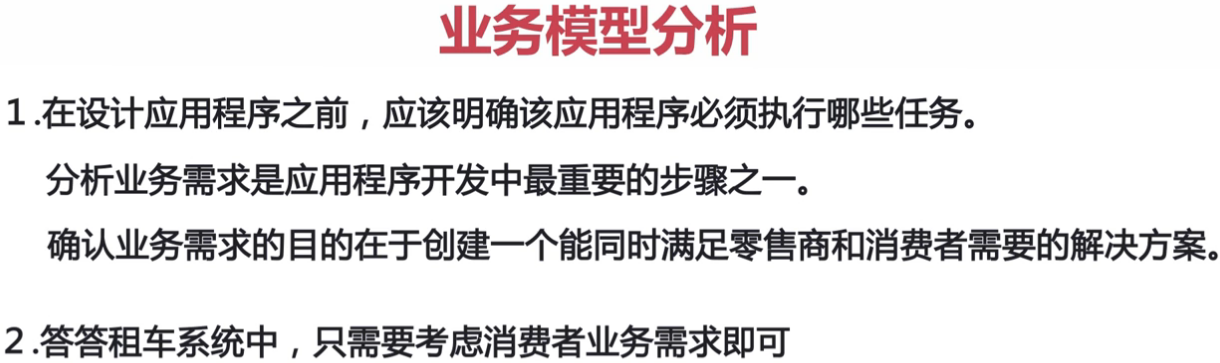 业务模型分析
1.在设计应用程序之前，应该明确该应用程序必须执行哪些任务。
分析业务需求是应用程序开发中最重要的步骤之一。
确认业务需求的目的在于创建一个能同时满足零售商和消费者需要的解决方案。
2.答答租车系统中，只需要考虑消费者业务需求即可